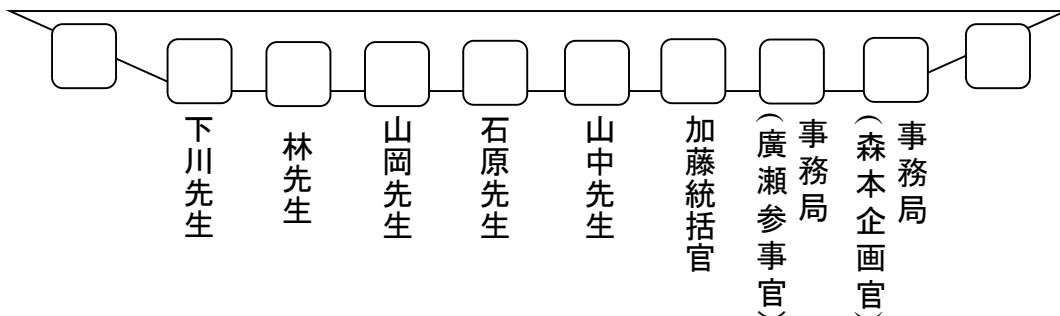 下川先生
林先生
山岡先生
石原先生
山中先生
加藤統括官
事務局
（廣瀬参事官）
事務局
（森本企画官）